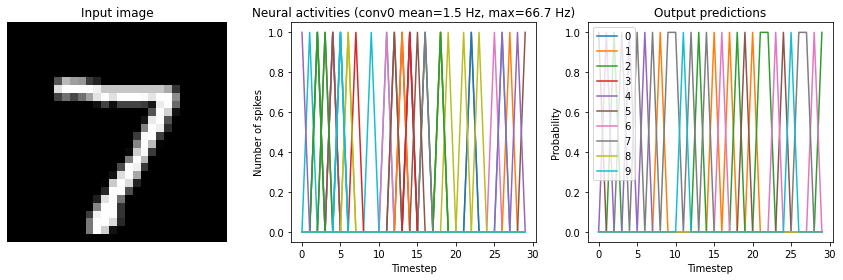 Input image
7
Neural activities (conv0 mean=1.5 Hz, max=66.7 Hz)
Number of spikes
1.0
0.8
0.6
0.4
0.2
0.0
0 5 10 15 20 25 30
Timestep
Output predictions
Probability
1.0
0.8
0.6
0.4
0.2
0.0
0
1
2
3
4
5
6
7
8
9
0 5 10 15 20 25 30
Timestep